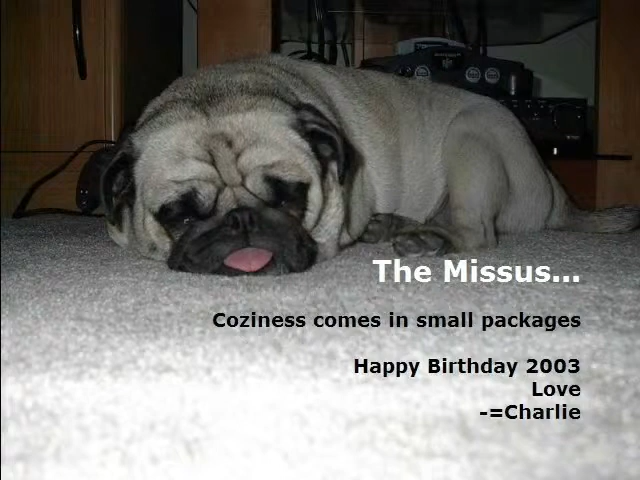 The Missus...
Coziness comes in small packages
Happy Birthday 2003
Love
-=Charlie